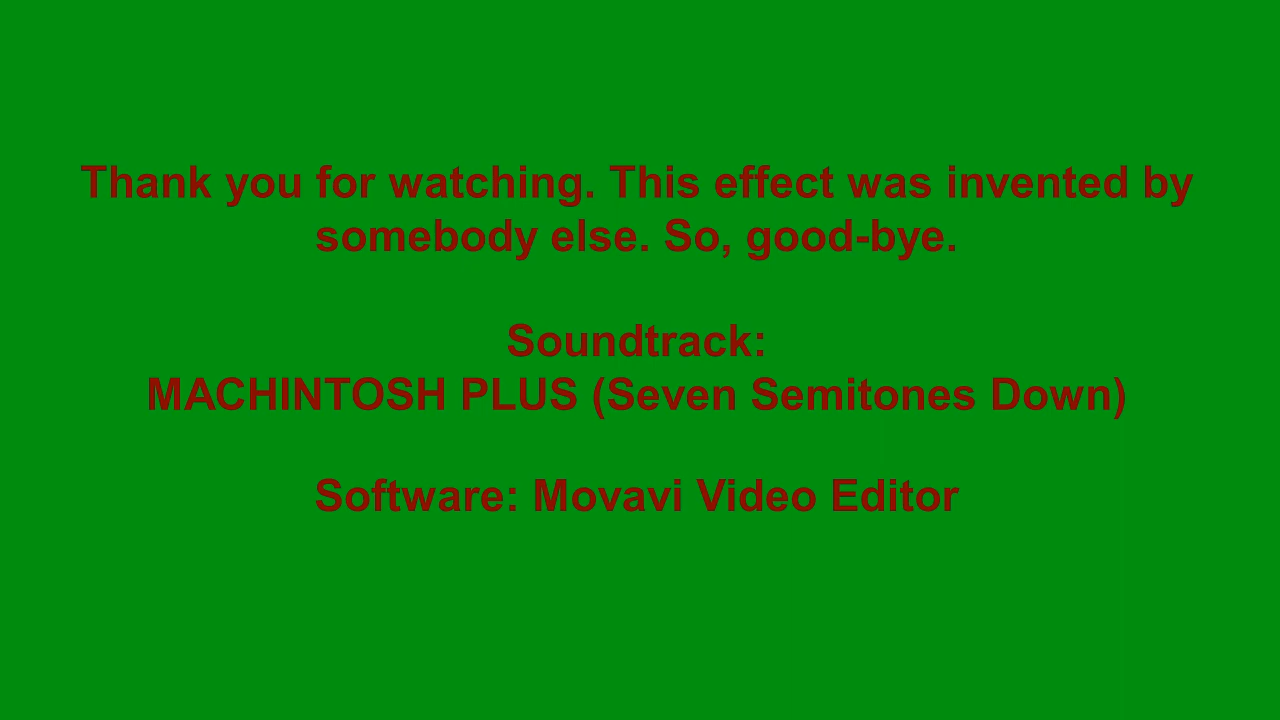 Thank you for watching. This effect was invented by
somebody else. So, good-bye.
Soundtrack:
MACHINTOSH PLUS (Seven Semitones Down)
Software: Movavi Video Editor